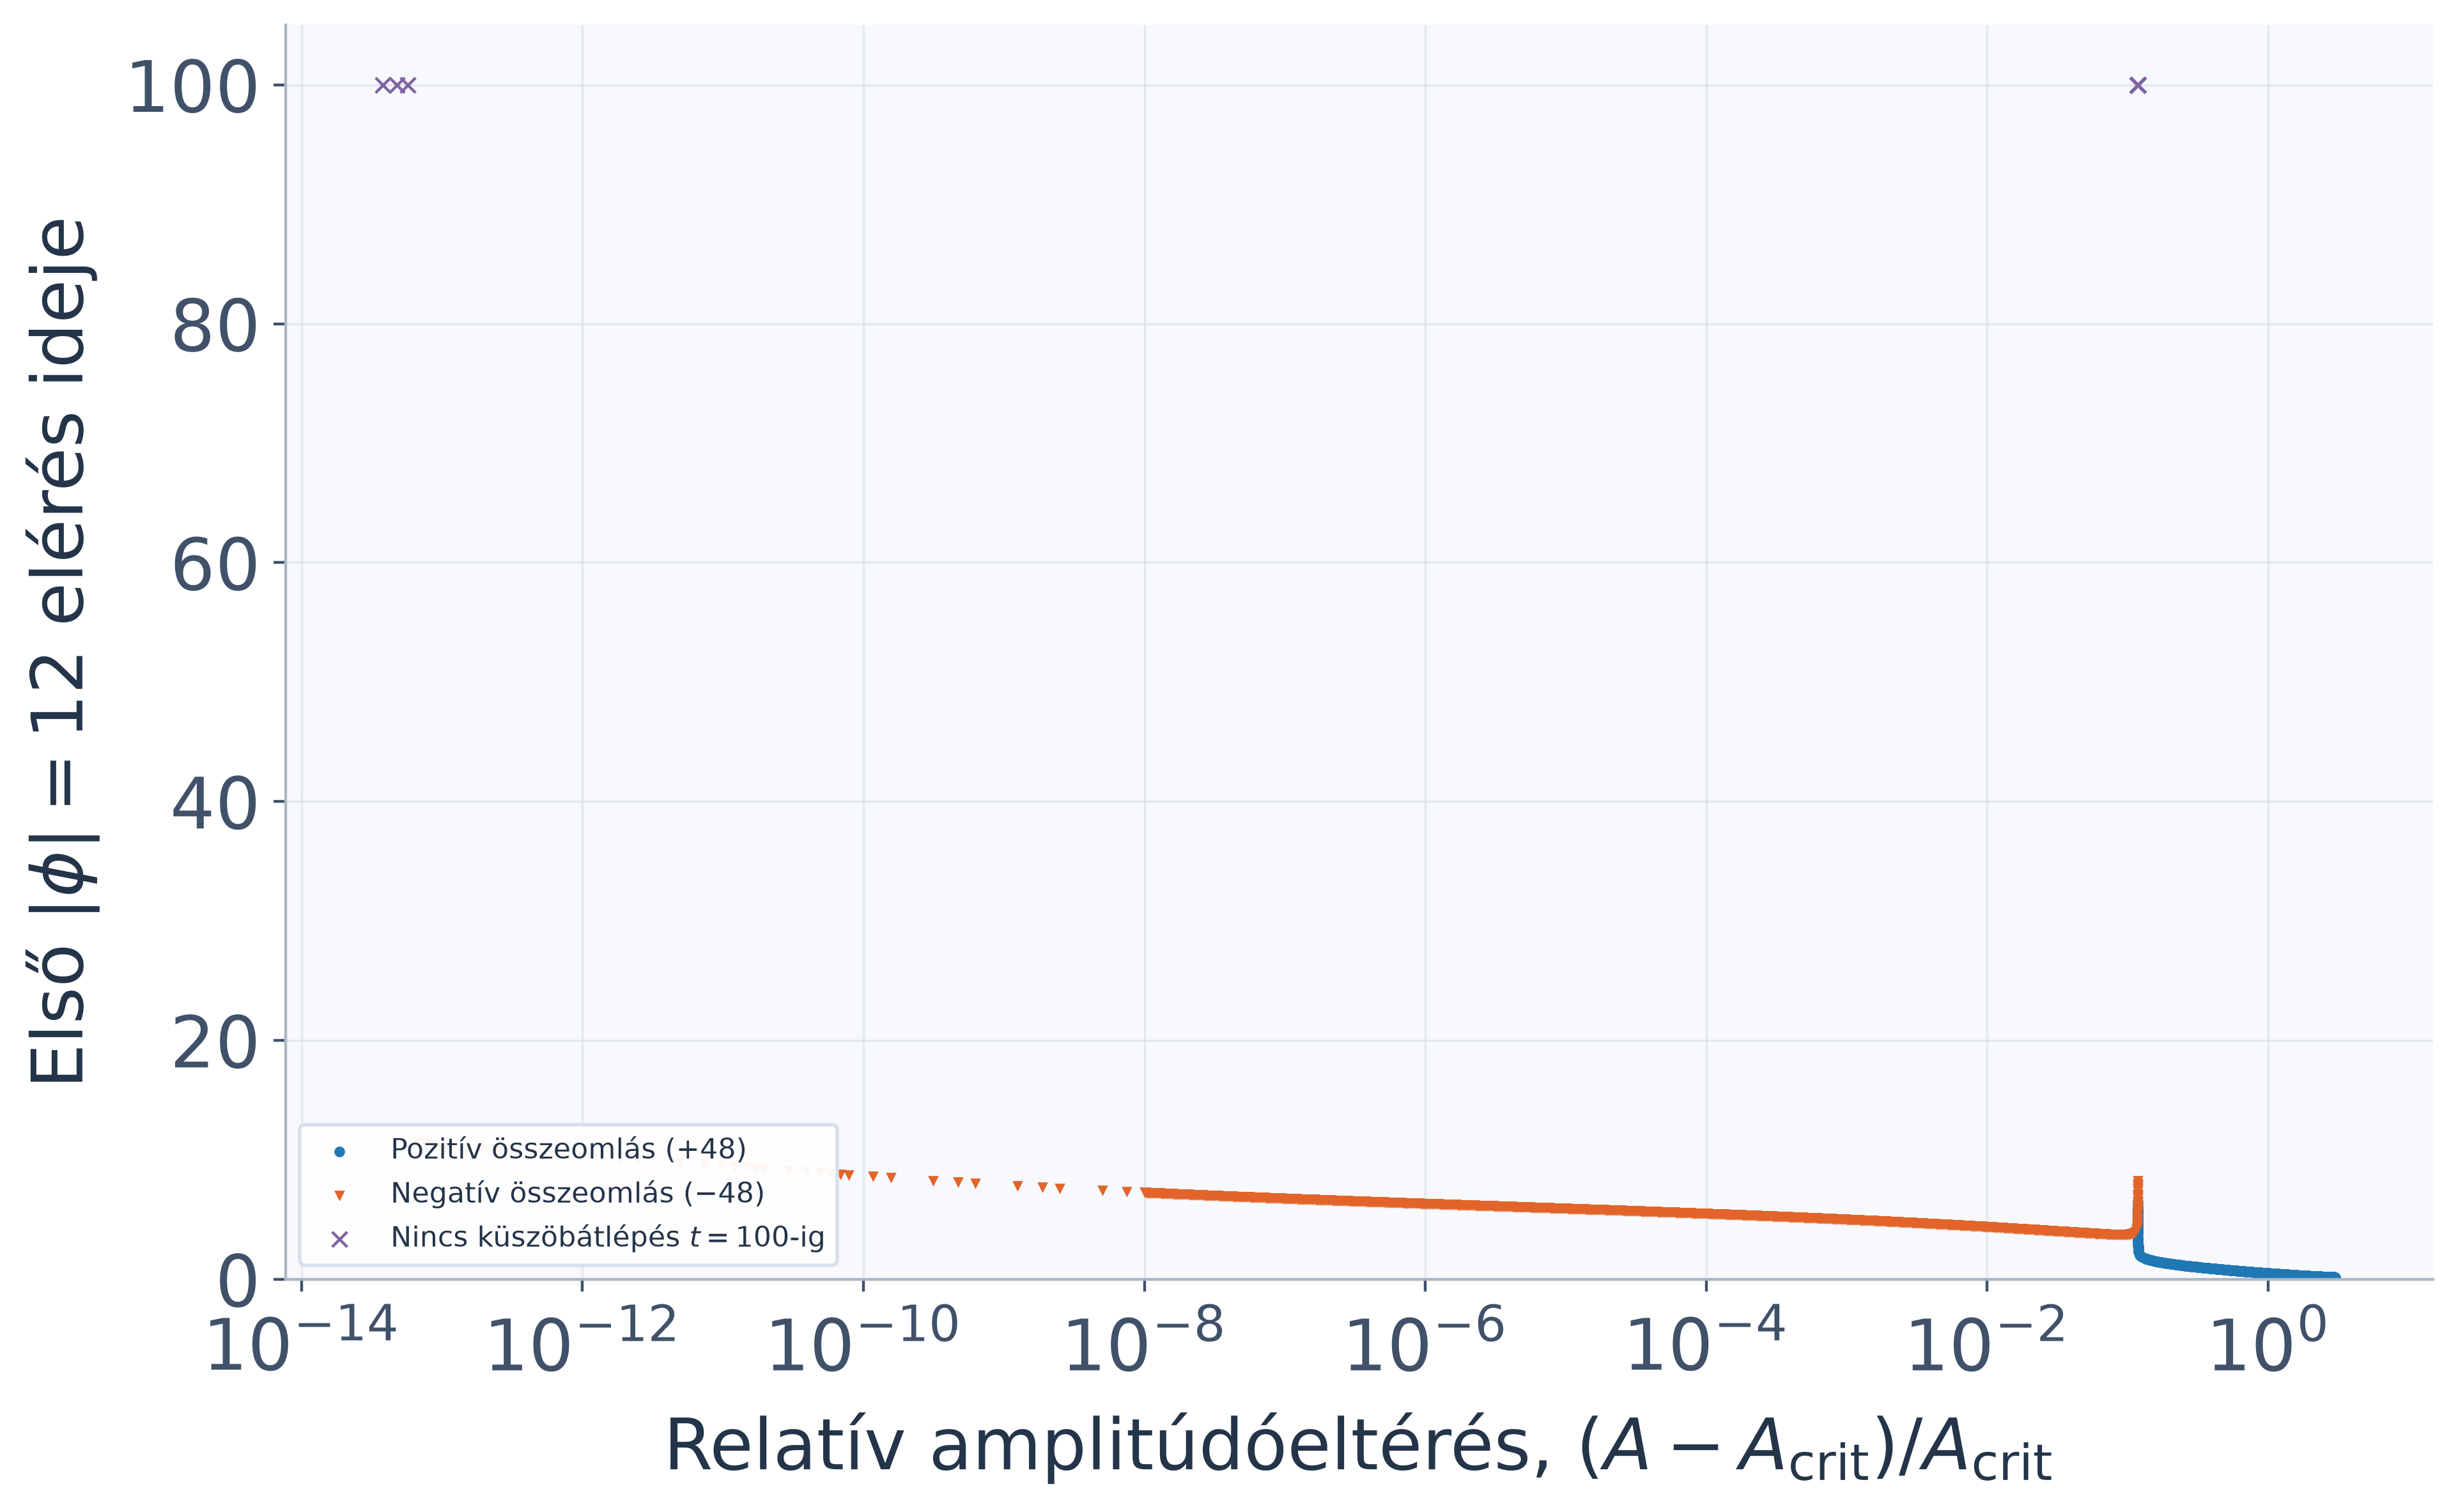 Első |ϕ| = 12 elérés ideje
100
80
60
40
20
0
Pozitív összeomlás (+48)
Negatív összeomlás (−48)
Nincs küszöbátlépés t = 100-ig
10⁻¹⁴ 10⁻¹² 10⁻¹⁰ 10⁻⁸ 10⁻⁶ 10⁻⁴ 10⁻² 10⁰
Relatív amplitúdóeltérés, (A − A_crit)/A_crit